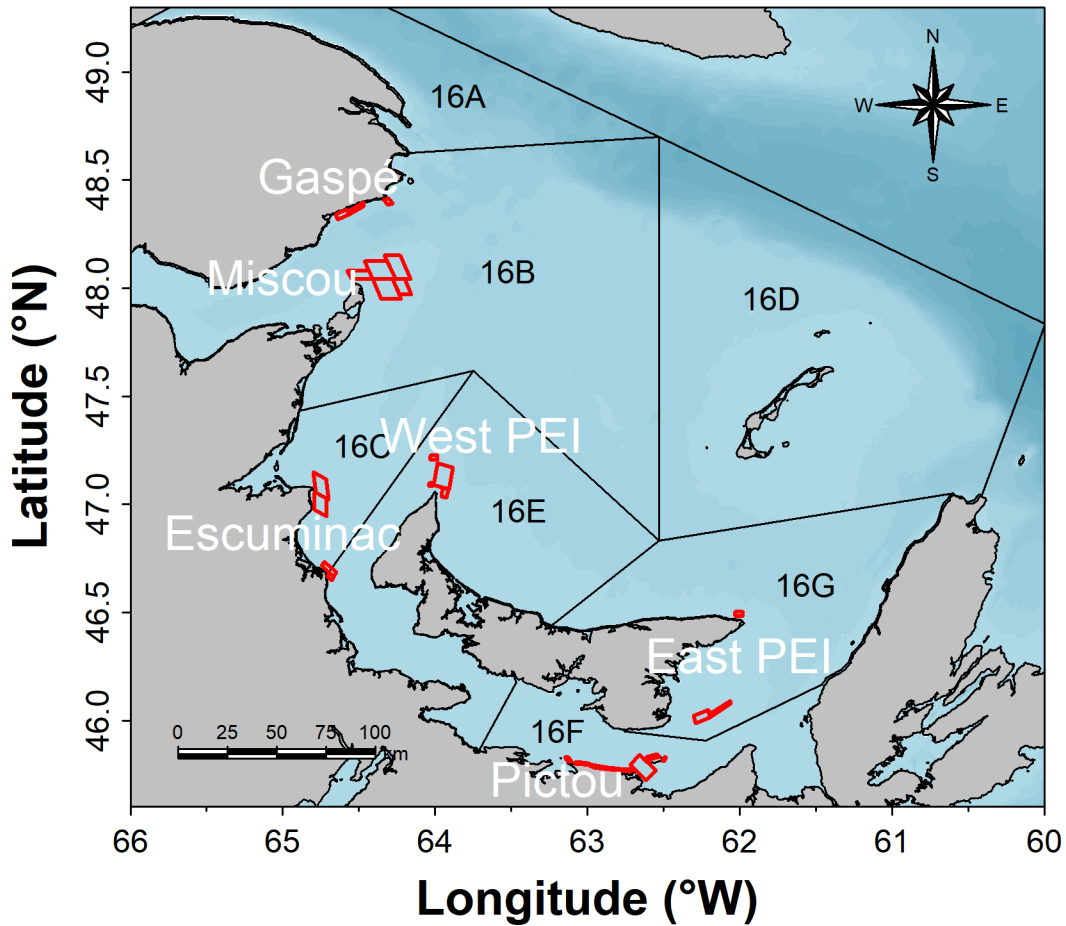 N
W E
S
16A
Gaspé
Miscou
16B
16D
West PEI
16C
16E
Escuminac
16G
East PEI
16F
Pictou
0 25 50 75 100
km
49.0
48.5
48.0
47.5
47.0
46.5
46.0
Latitude (°N)
66 65 64 63 62 61 60
Longitude (°W)